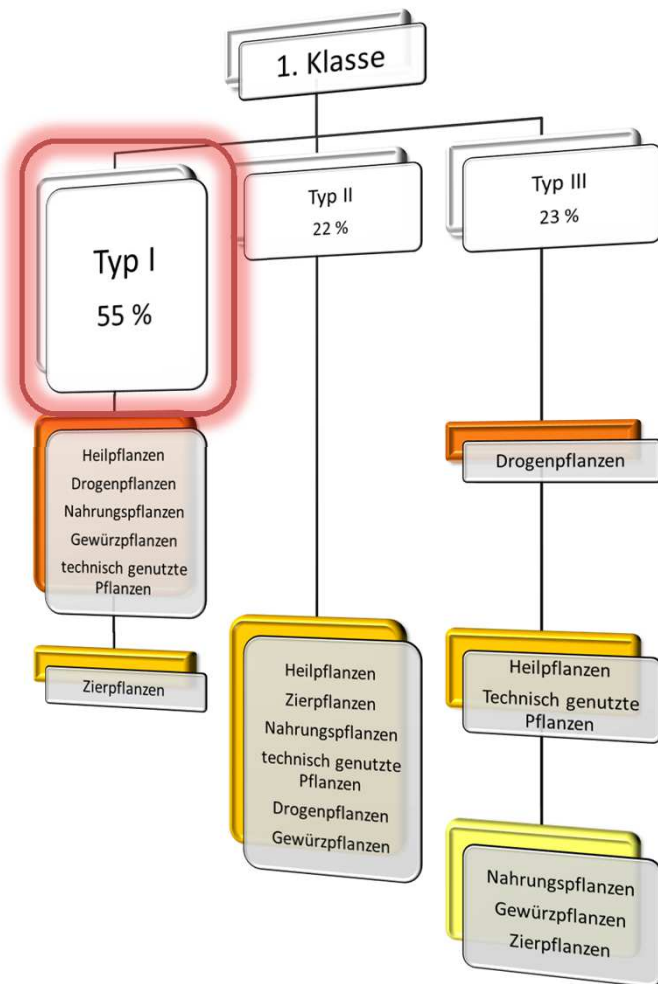 1. Klasse
Typ I
55 %
Typ II
22 %
Typ III
23 %
Heilpflanzen
Drogenpflanzen
Nahrungspflanzen
Gewürzpflanzen
technisch genutzte
Pflanzen
Zierpflanzen
Heilpflanzen
Zierpflanzen
Nahrungspflanzen
technisch genutzte
Pflanzen
Drogenpflanzen
Gewürzpflanzen
Drogenpflanzen
Heilpflanzen
Technisch genutzte
Pflanzen
Nahrungspflanzen
Gewürzpflanzen
Zierpflanzen